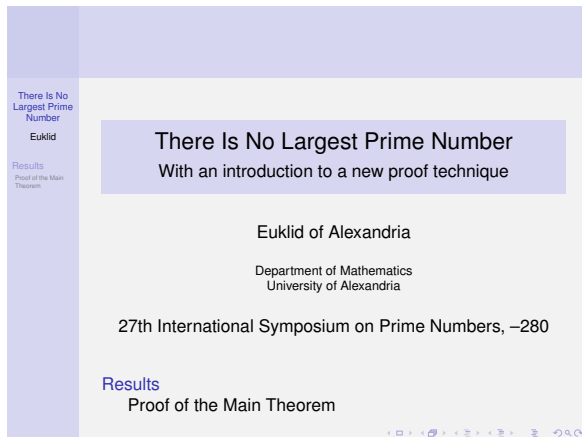 There Is No
Largest Prime
Number
Euklid
Results
Proof of the Main
Theorem
There Is No Largest Prime Number
With an introduction to a new proof technique
Euklid of Alexandria
Department of Mathematics
University of Alexandria
27th International Symposium on Prime Numbers, –280
Results
Proof of the Main Theorem